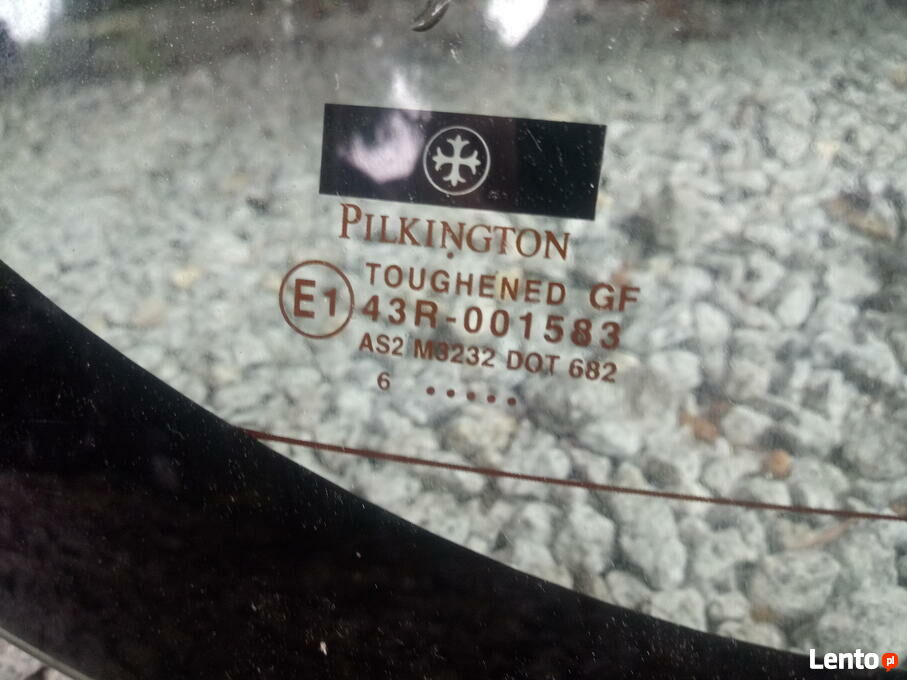 PILKINGTON
TOUGHENED GF
E1 43R-001583
AS2 M3232 DOT 682
6 .....
Lento.pl